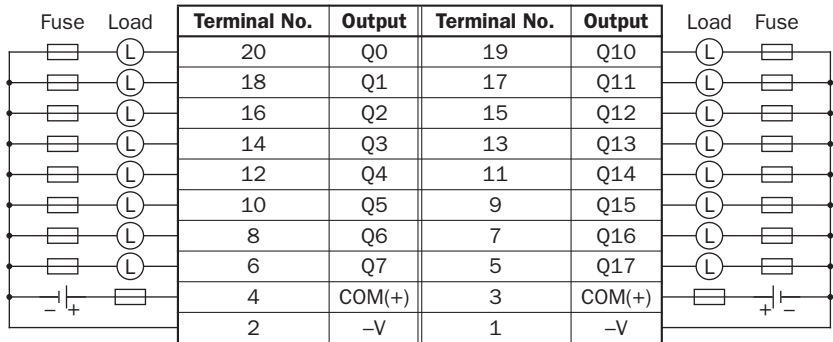 Fuse Load Terminal No. Output Terminal No. Output Load Fuse
L 20 Q0 19 Q10 L
L 18 Q1 17 Q11 L
L 16 Q2 15 Q12 L
L 14 Q3 13 Q13 L
L 12 Q4 11 Q14 L
L 10 Q5 9 Q15 L
L 8 Q6 7 Q16 L
L 6 Q7 5 Q17 L
– + 4 COM(+) 3 COM(+) + –
2 –V 1 –V